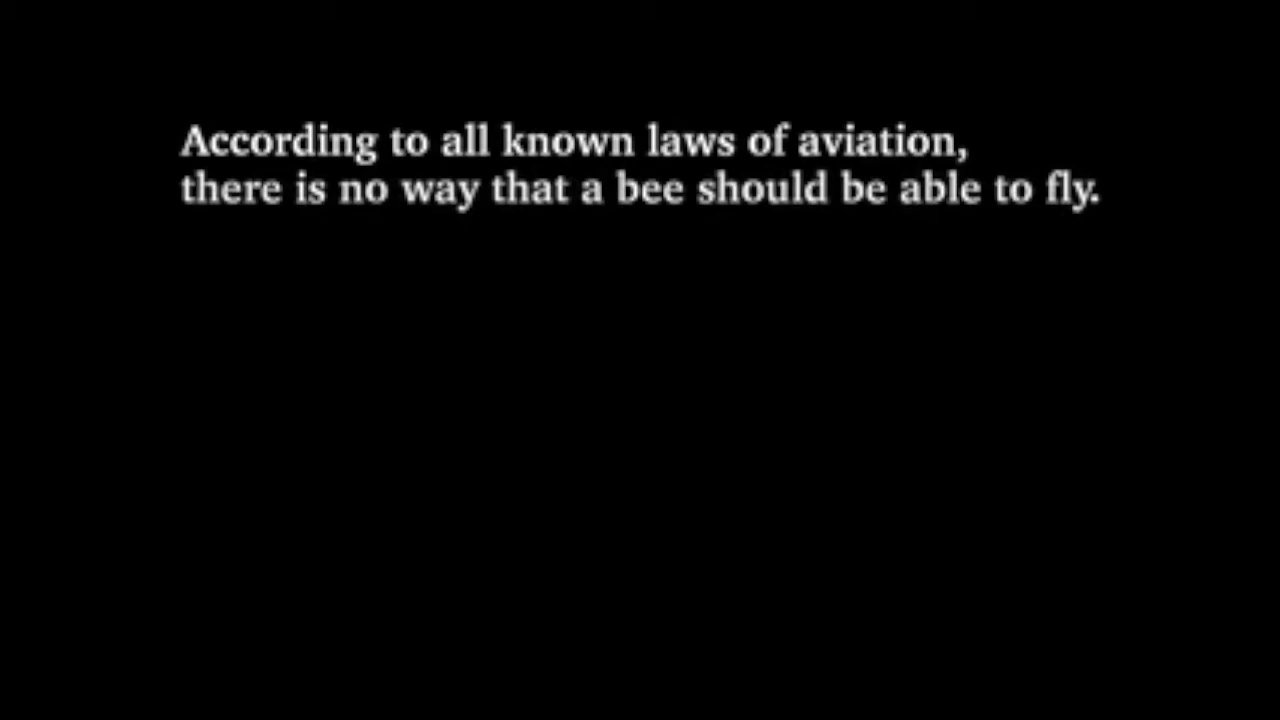 According to all known laws of aviation,
there is no way that a bee should be able to fly.